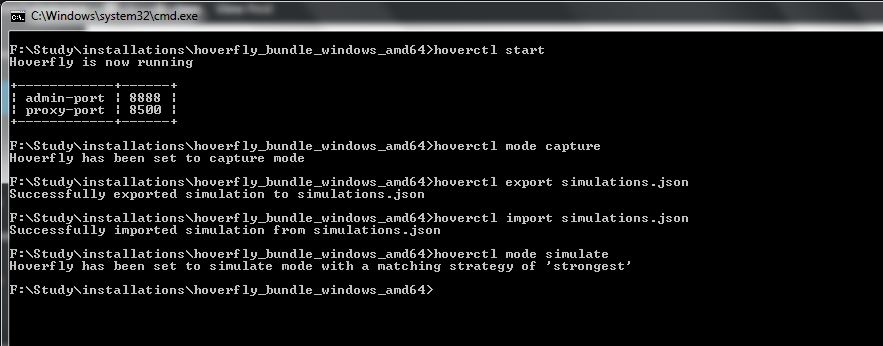 C:\Windows\system32\cmd.exe
F:\Study\installations\hoverfly_bundle_windows_amd64>hoverctl start
Hoverfly is now running
+------------+------+
¦ admin-port ¦ 8888 ¦
¦ proxy-port ¦ 8500 ¦
+------------+------+
F:\Study\installations\hoverfly_bundle_windows_amd64>hoverctl mode capture
Hoverfly has been set to capture mode
F:\Study\installations\hoverfly_bundle_windows_amd64>hoverctl export simulations.json
Successfully exported simulation to simulations.json
F:\Study\installations\hoverfly_bundle_windows_amd64>hoverctl import simulations.json
Successfully imported simulation from simulations.json
F:\Study\installations\hoverfly_bundle_windows_amd64>hoverctl mode simulate
Hoverfly has been set to simulate mode with a matching strategy of 'strongest'
F:\Study\installations\hoverfly_bundle_windows_amd64>